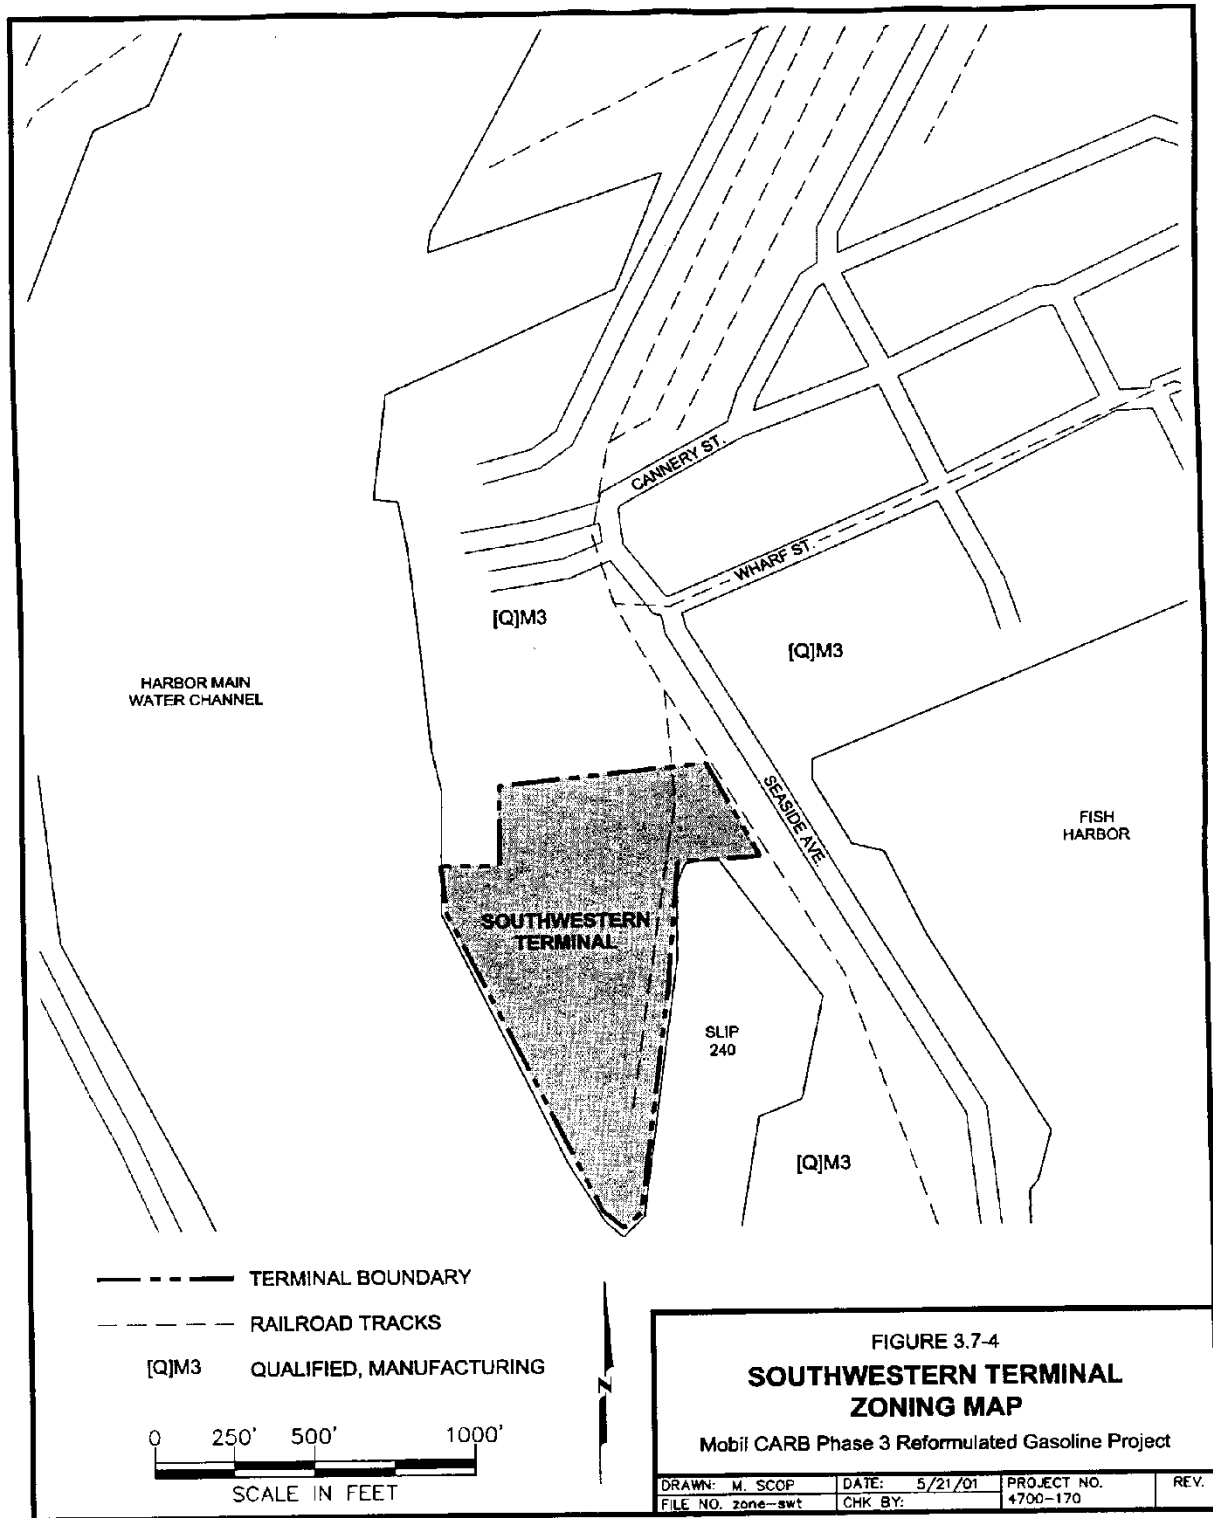 CANNERY ST.
WHARF ST.
[Q]M3
[Q]M3
HARBOR MAIN
WATER CHANNEL
SEASIDE AVE.
FISH
HARBOR
SOUTHWESTERN
TERMINAL
SLIP
240
[Q]M3
TERMINAL BOUNDARY
RAILROAD TRACKS
[Q]M3 QUALIFIED, MANUFACTURING
0 250' 500' 1000'
SCALE IN FEET
N
FIGURE 3.7-4
SOUTHWESTERN TERMINAL
ZONING MAP
Mobil CARB Phase 3 Reformulated Gasoline Project
DRAWN: M. SCOP DATE: 5/21/01 PROJECT NO. REV.
FILE NO. zone-swt CHK BY: 4700-170